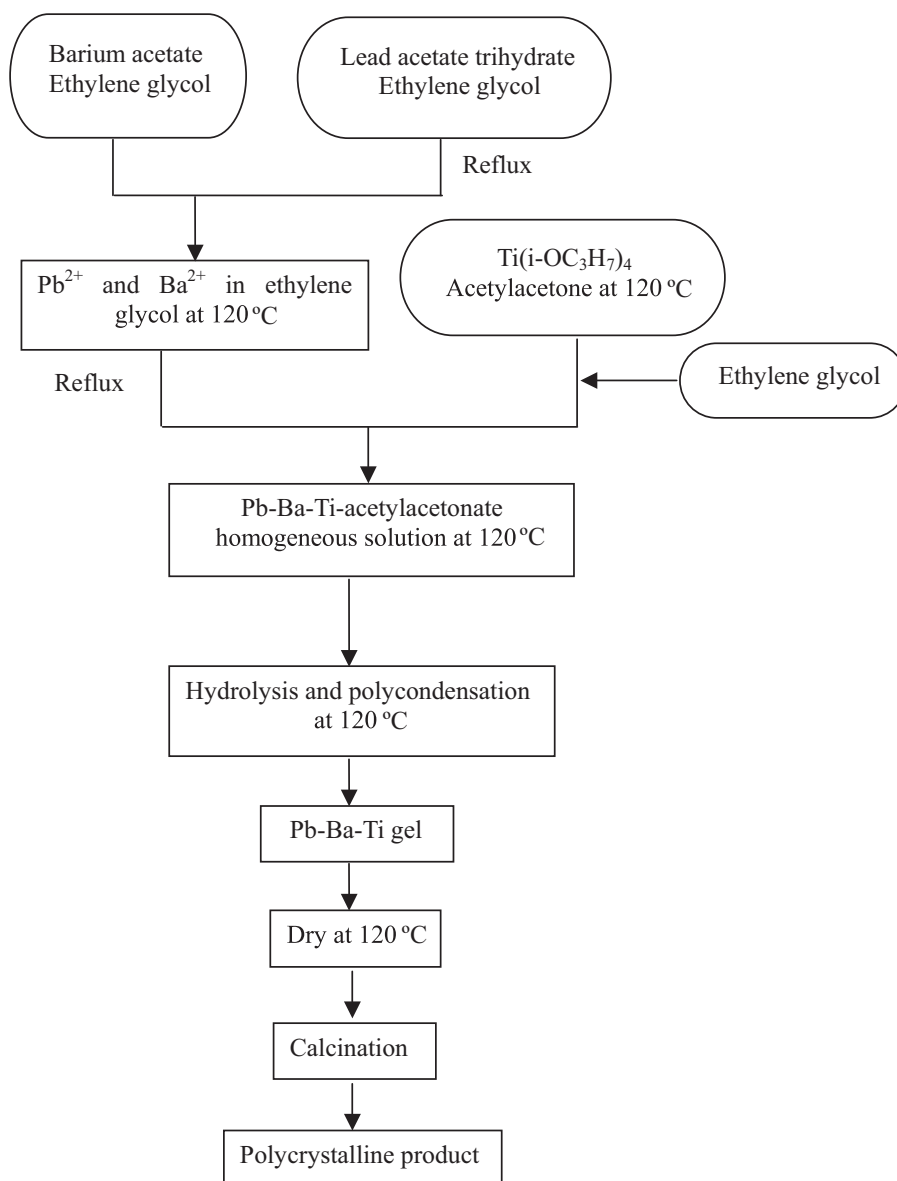 Barium acetate
Ethylene glycol
Lead acetate trihydrate
Ethylene glycol
Reflux
Pb²⁺ and Ba²⁺ in ethylene
glycol at 120 ºC
Ti(i-OC₃H₇)₄
Acetylacetone at 120 ºC
Reflux
Ethylene glycol
Pb-Ba-Ti-acetylacetonate
homogeneous solution at 120 ºC
Hydrolysis and polycondensation
at 120 ºC
Pb-Ba-Ti gel
Dry at 120 ºC
Calcination
Polycrystalline product